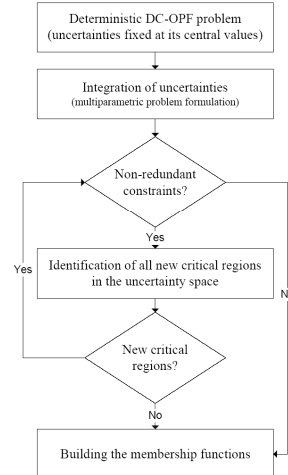 Deterministic DC-OPF problem
(uncertainties fixed at its central values)
Integration of uncertainties
(multiparametric problem formulation)
Non-redundant
constraints?
Yes
Identification of all new critical regions
in the uncertainty space
Yes
N
New critical
regions?
No
Building the membership functions